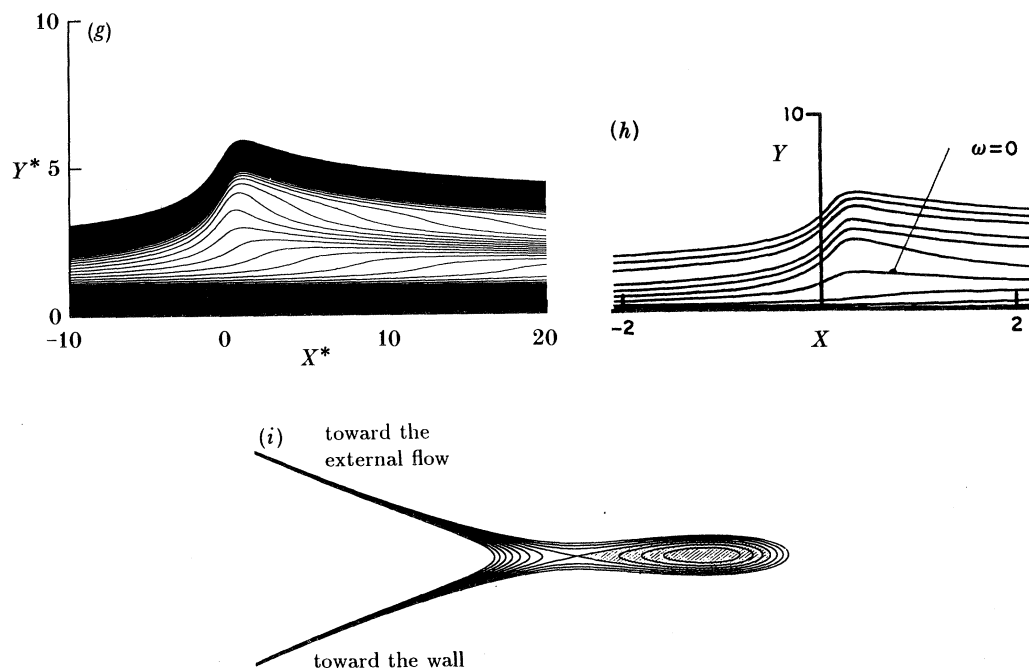 10
(g)
Y* 5
0
-10
0
10
20
X*
(h)
10
Y
ω=0
-2
X
2
(i)
toward the
external flow
toward the wall